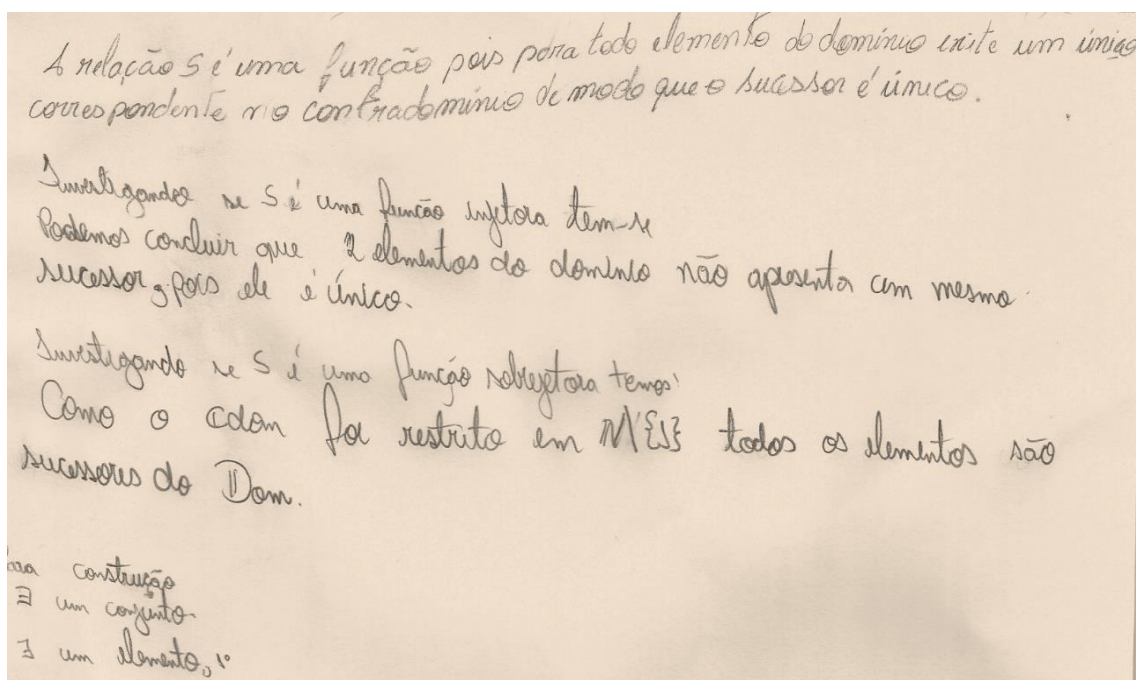 A relação S é uma função pois para todo elemento do domínio existe um único
correspondente no contradomínio de modo que o sucessor é único.
Investigando se S é uma função injetora tem-se
Podemos concluir que 2 elementos do domínio não apresenta um mesmo
sucessor, pois ele é único.
Investigando se S é uma função sobrejetora temos:
Como o cdom foi restrito em N\{1} todos os elementos são
sucessores do Dom.
construção
∃ um conjunto.
∃ um elemento, 1º